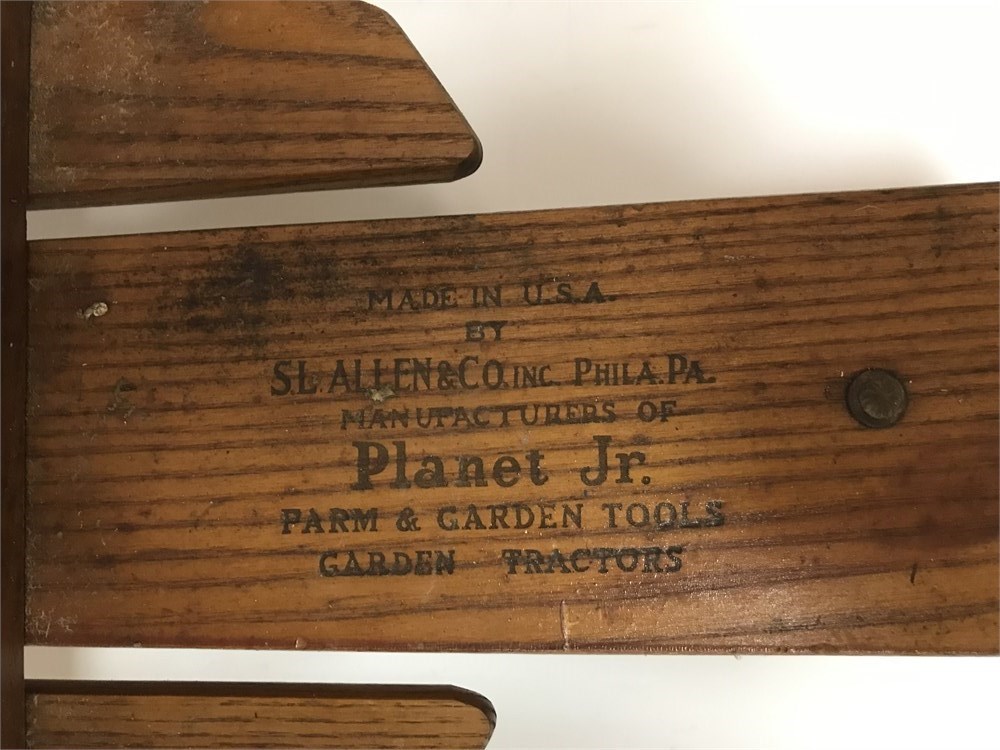 MADE IN U.S.A.
BY
S.L. ALLEN & CO. INC. PHILA. PA.
MANUFACTURERS OF
Planet Jr.
FARM & GARDEN TOOLS
GARDEN TRACTORS